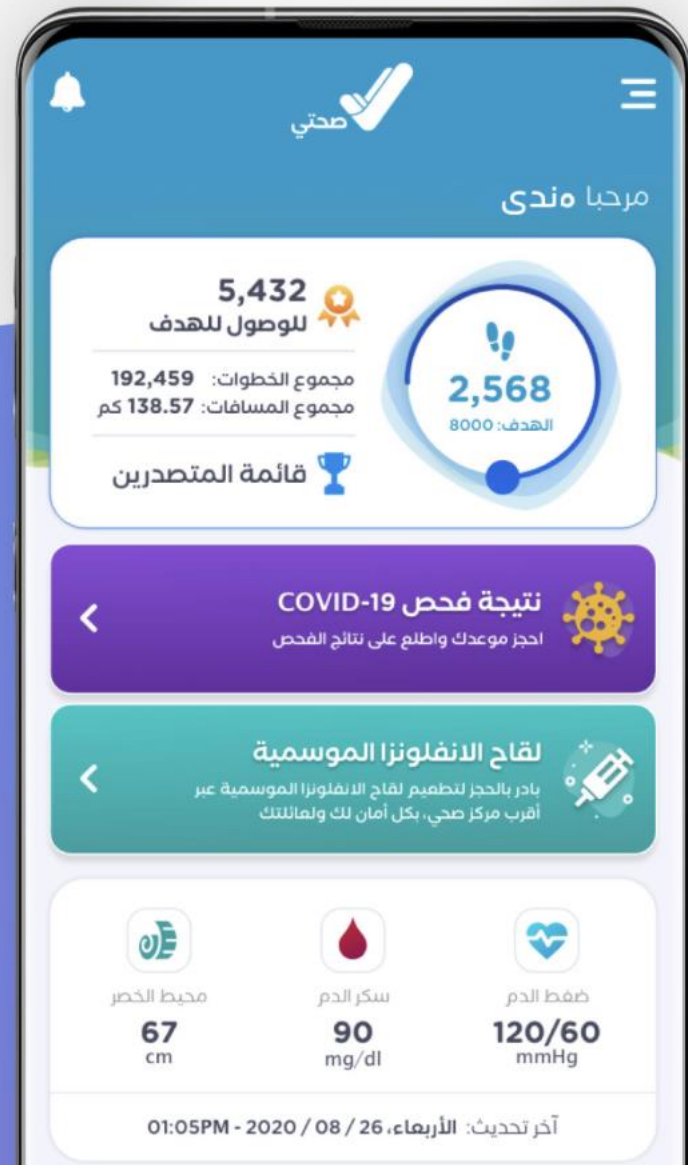 صحتي
مرحبا هندى
2,568
الهدف: 8000
5,432
للوصول للهدف
مجموع الخطوات: 192,459
مجموع المسافات: 138.57 كم
قائمة المتصدرين
نتيجة فحص COVID-19
احجز موعدك واطلع على نتائج الفحص
لقاح الانفلونزا الموسمية
بادر بالحجز لتطعيم لقاح الانفلونزا الموسمية عبر
أقرب مركز صحي، بكل أمان لك ولعائلتك
ضغط الدم
120/60
mmHg
سكر الدم
90
mg/dl
محيط الخصر
67
cm
آخر تحديث: الأربعاء، 26 / 08 / 2020 - 01:05PM